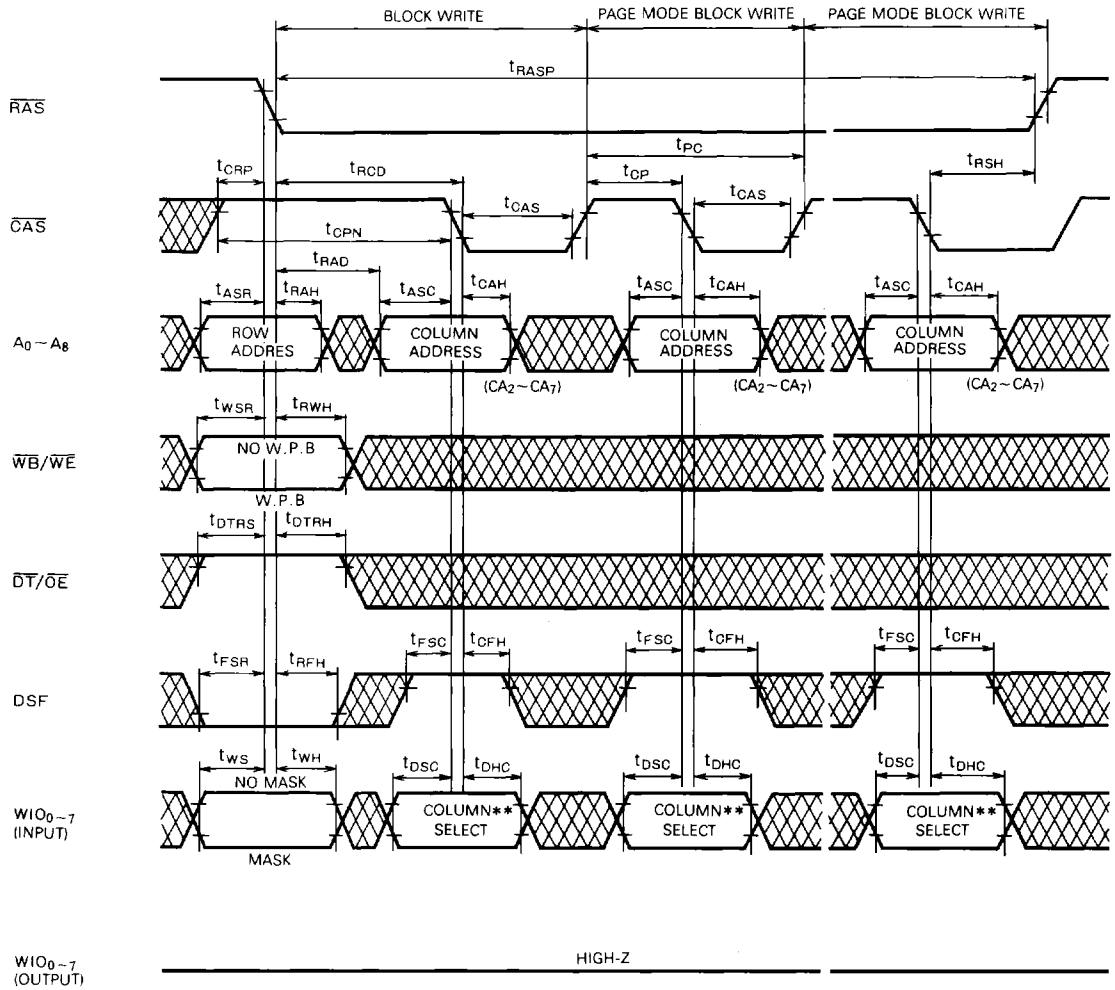 BLOCK WRITE PAGE MODE BLOCK WRITE PAGE MODE BLOCK WRITE
tRASP
RAS
tPC
tCRP tRCD tCP tRSH
CAS
tCAS tCAS
tCPN
tRAD
tASR tRAH tASC tCAH tASC tCAH tASC tCAH
A0~A8
ROW ADDRES
COLUMN ADDRESS
COLUMN ADDRESS
COLUMN ADDRESS
(CA2~CA7) (CA2~CA7) (CA2~CA7)
tWSR tRWH
WB/WE
NO W.P.B
W.P.B
tDTRS tDTRH
DT/OE
tFSC tCFH tFSC tCFH tFSC tCFH
tFSR tRFH
DSF
tWS tWH tDSC tDHC tDSC tDHC tDSC tDHC
NO MASK
WIO0~7
(INPUT)
COLUMN** SELECT
COLUMN** SELECT
COLUMN** SELECT
MASK
WIO0~7
(OUTPUT)
HIGH-Z